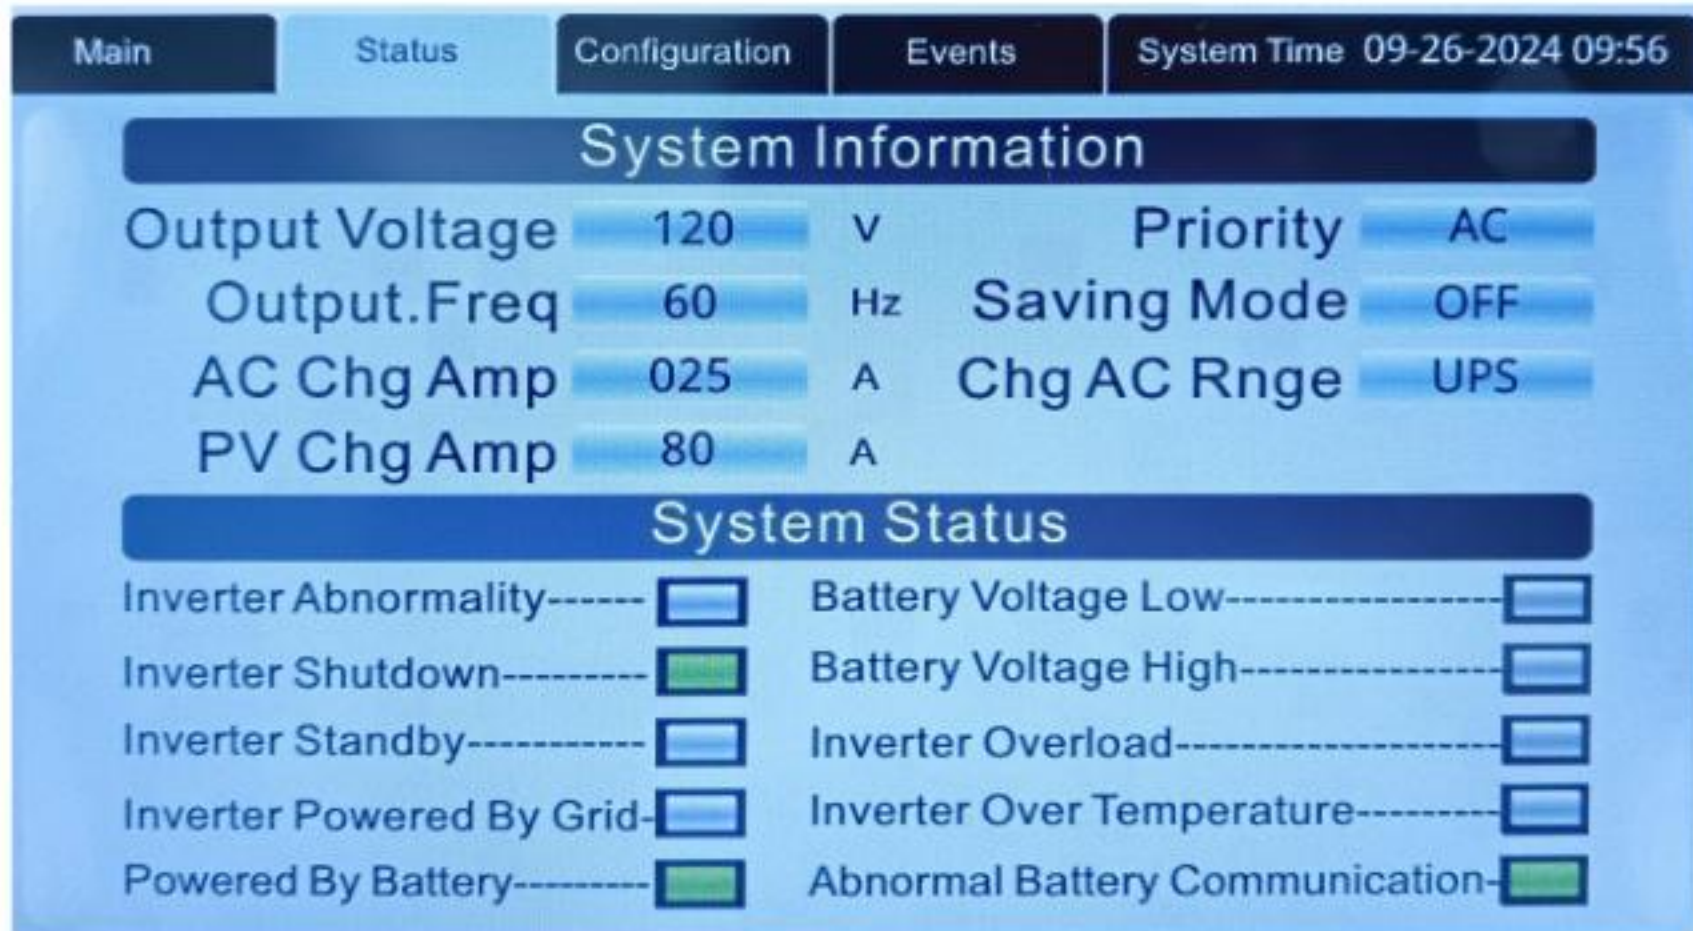 Main Status Configuration Events System Time 09-26-2024 09:56
System Information
Output Voltage 120 V Priority AC
Output.Freq 60 Hz Saving Mode OFF
AC Chg Amp 025 A Chg AC Rnge UPS
PV Chg Amp 80 A
System Status
Inverter Abnormality------ Battery Voltage Low----------------
Inverter Shutdown--------- Battery Voltage High---------------
Inverter Standby----------- Inverter Overload-------------------
Inverter Powered By Grid- Inverter Over Temperature--------
Powered By Battery-------- Abnormal Battery Communication-